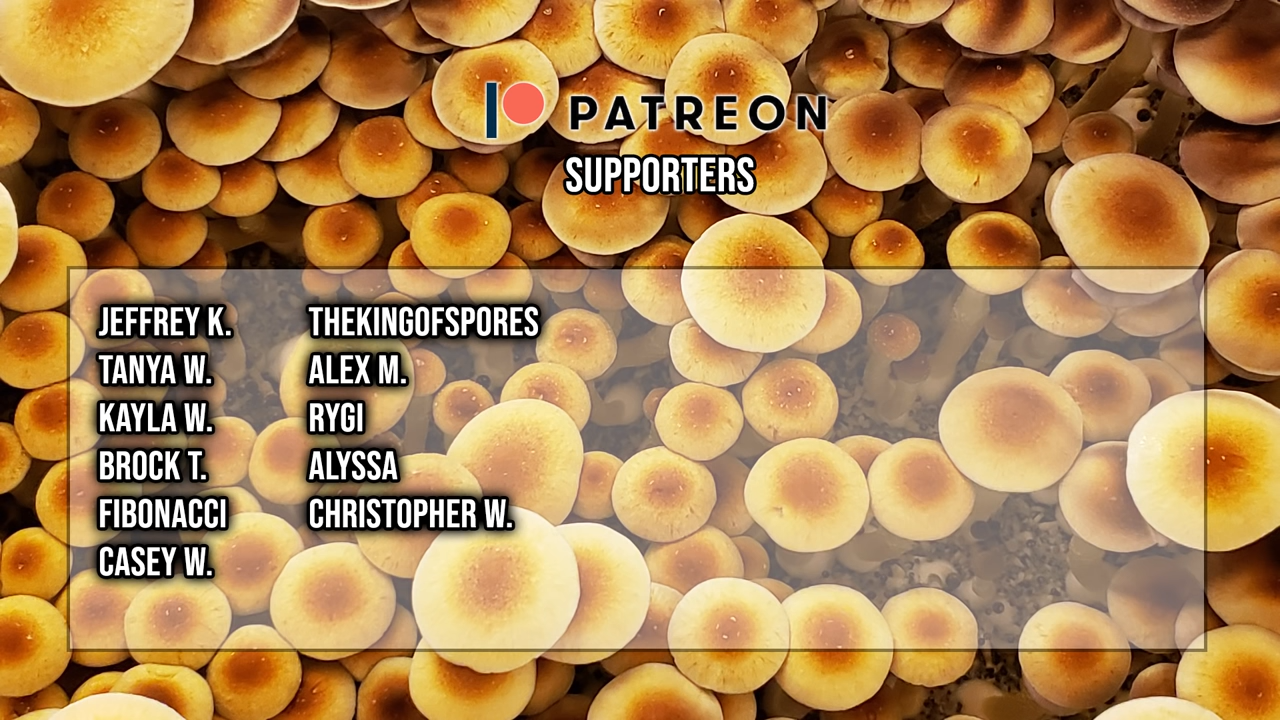 PATREON
SUPPORTERS
JEFFREY K.
TANYA W.
KAYLA W.
BROCK T.
FIBONACCI
CASEY W.
THEKINGOFSPORES
ALEX M.
RYGI
ALYSSA
CHRISTOPHER W.